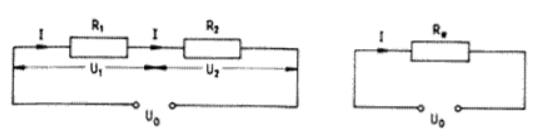 I R₁ I R₂
U₁ U₂
U₀
I Rₑ
U₀